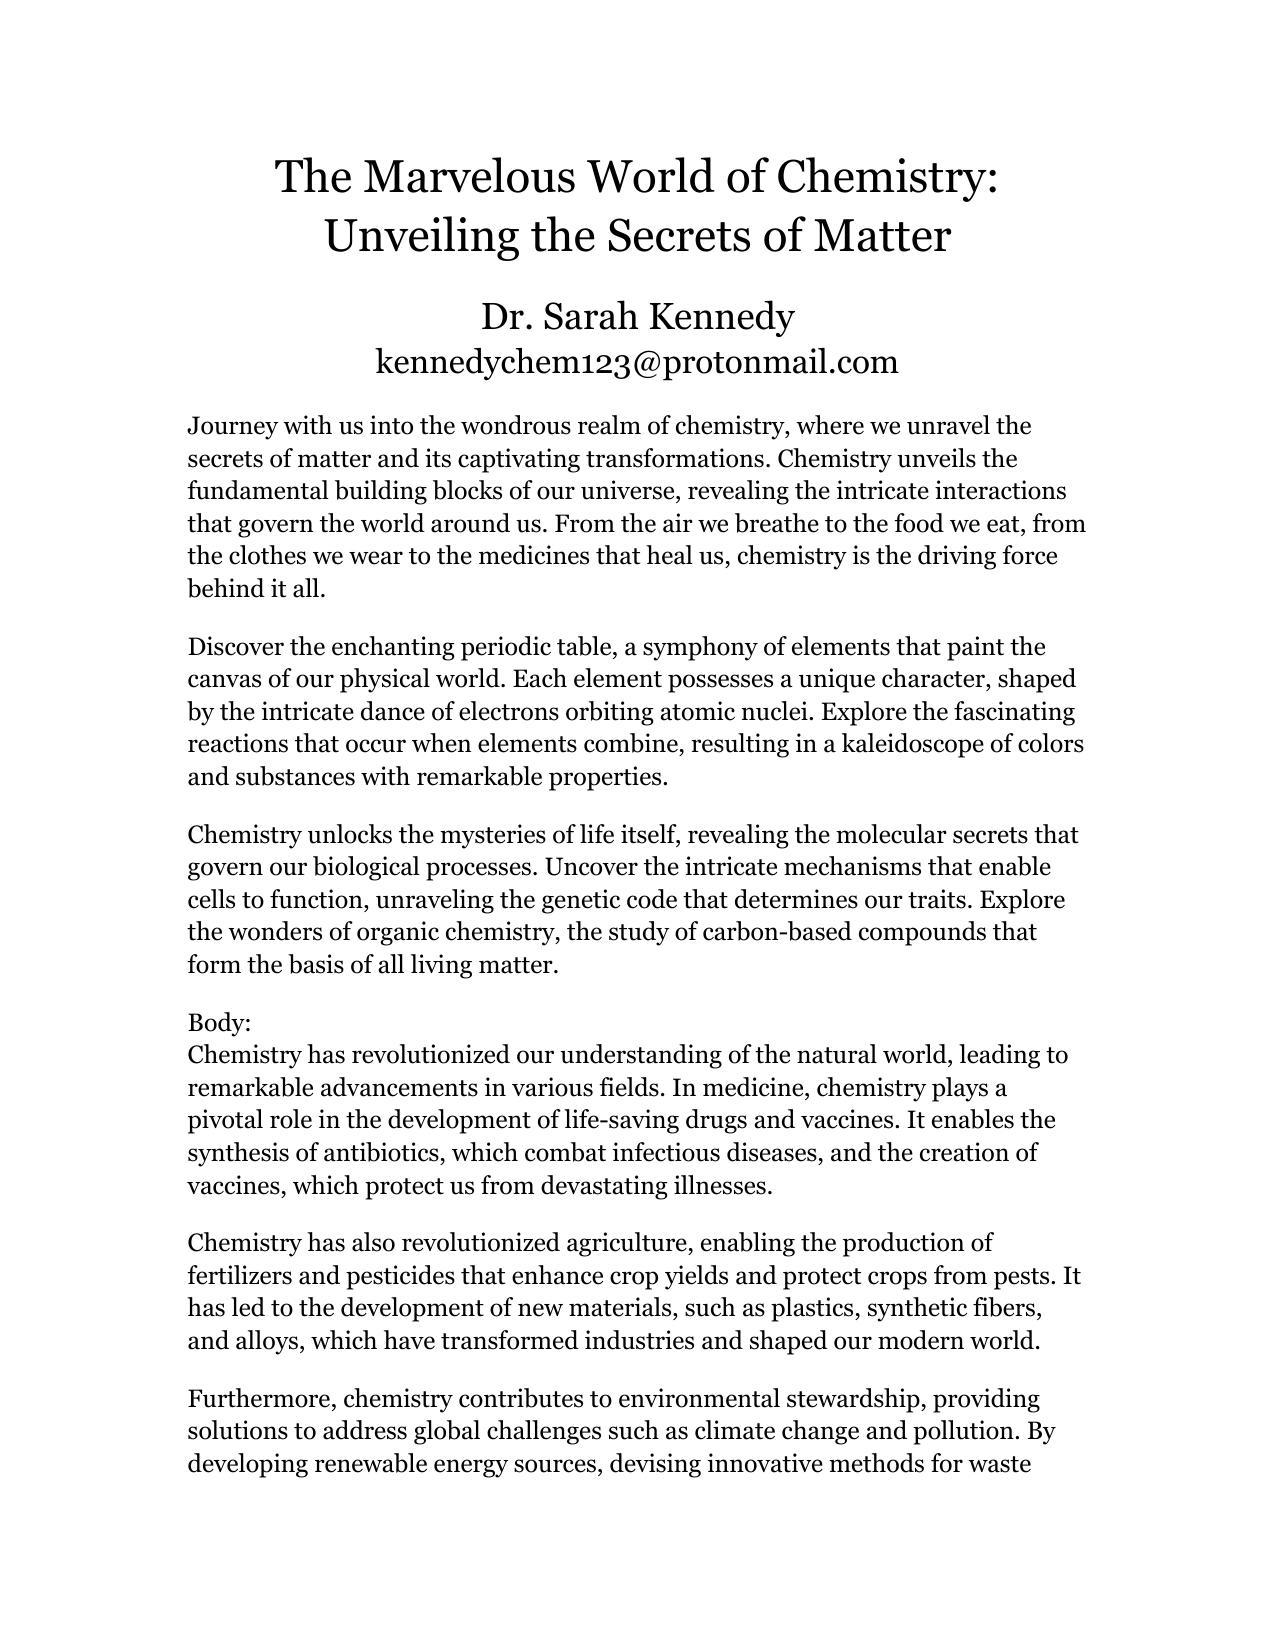 The Marvelous World of Chemistry:
Unveiling the Secrets of Matter
Dr. Sarah Kennedy
kennedychem123@protonmail.com
Journey with us into the wondrous realm of chemistry, where we unravel the
secrets of matter and its captivating transformations. Chemistry unveils the
fundamental building blocks of our universe, revealing the intricate interactions
that govern the world around us. From the air we breathe to the food we eat, from
the clothes we wear to the medicines that heal us, chemistry is the driving force
behind it all.
Discover the enchanting periodic table, a symphony of elements that paint the
canvas of our physical world. Each element possesses a unique character, shaped
by the intricate dance of electrons orbiting atomic nuclei. Explore the fascinating
reactions that occur when elements combine, resulting in a kaleidoscope of colors
and substances with remarkable properties.
Chemistry unlocks the mysteries of life itself, revealing the molecular secrets that
govern our biological processes. Uncover the intricate mechanisms that enable
cells to function, unraveling the genetic code that determines our traits. Explore
the wonders of organic chemistry, the study of carbon-based compounds that
form the basis of all living matter.
Body:
Chemistry has revolutionized our understanding of the natural world, leading to
remarkable advancements in various fields. In medicine, chemistry plays a
pivotal role in the development of life-saving drugs and vaccines. It enables the
synthesis of antibiotics, which combat infectious diseases, and the creation of
vaccines, which protect us from devastating illnesses.
Chemistry has also revolutionized agriculture, enabling the production of
fertilizers and pesticides that enhance crop yields and protect crops from pests. It
has led to the development of new materials, such as plastics, synthetic fibers,
and alloys, which have transformed industries and shaped our modern world.
Furthermore, chemistry contributes to environmental stewardship, providing
solutions to address global challenges such as climate change and pollution. By
developing renewable energy sources, devising innovative methods for waste